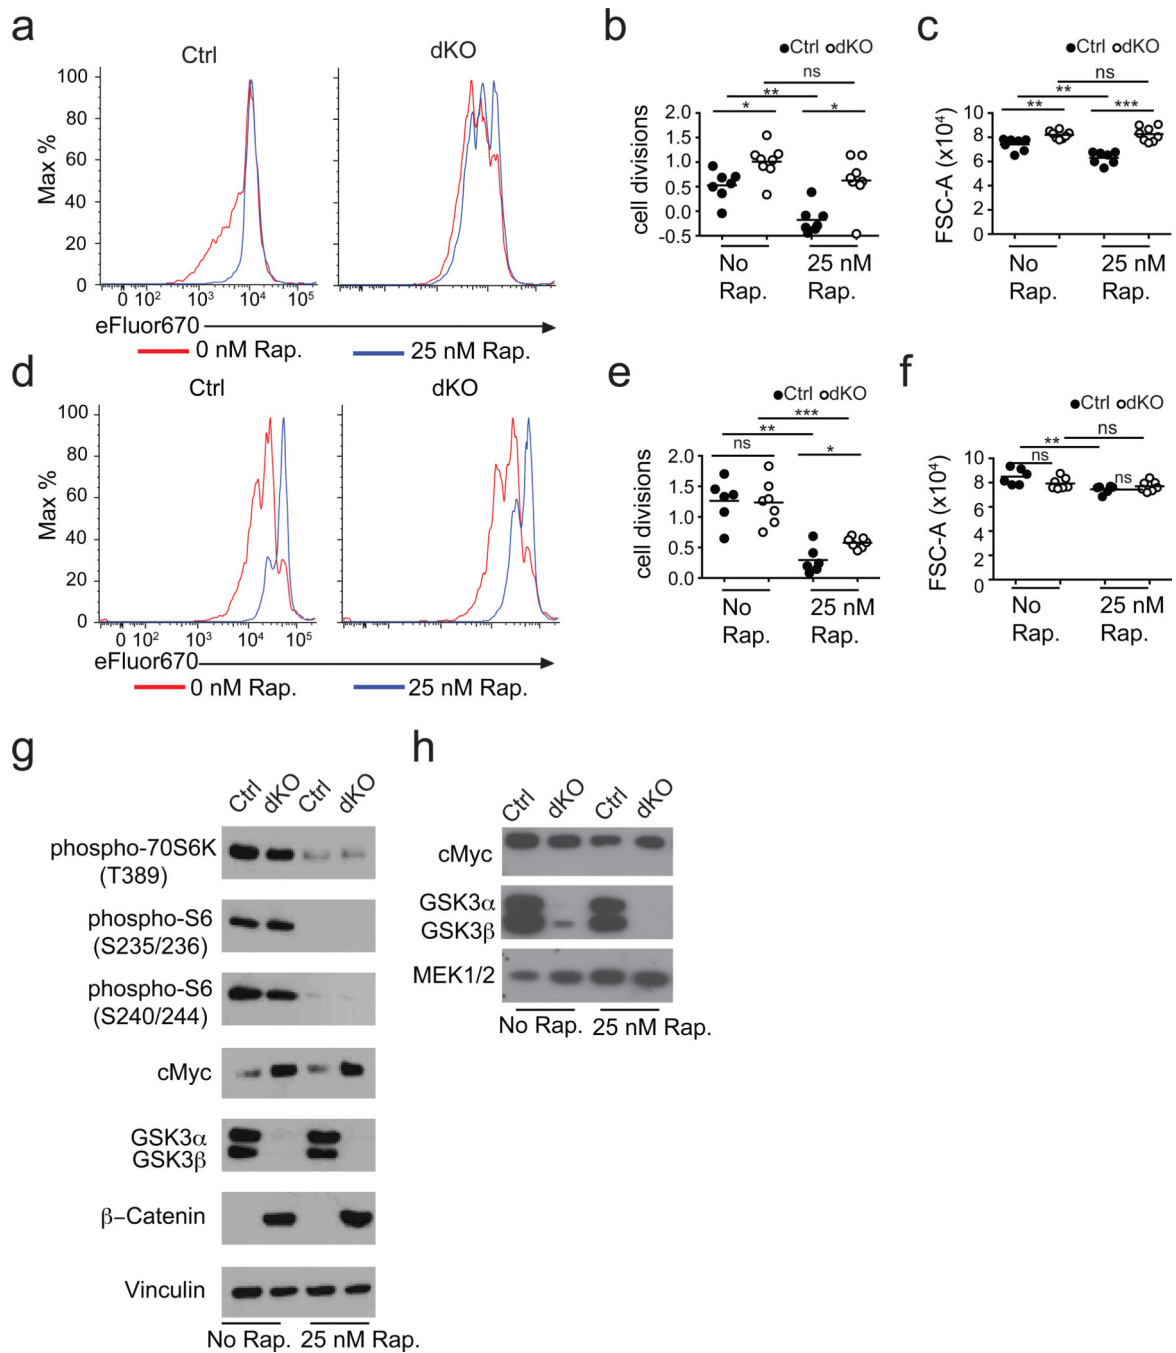 a
Ctrl
dKO
Max %
100
80
60
40
20
0
0 10² 10³ 10⁴ 10⁵
eFluor670
0 nM Rap.
25 nM Rap.
b
●Ctrl ○dKO
ns
**
*
*
cell divisions
2.0
1.5
1.0
0.5
0.0
-0.5
No
Rap.
25 nM
Rap.
c
●Ctrl ○dKO
ns
**
**
***
FSC-A (x10⁴)
10
8
6
4
2
0
No
Rap.
25 nM
Rap.
d
Ctrl
dKO
Max %
100
80
60
40
20
0
0 10² 10³ 10⁴ 10⁵
eFluor670
0 nM Rap.
25 nM Rap.
e
●Ctrl ○dKO
***
**
ns
*
cell divisions
2.0
1.5
1.0
0.5
0.0
No
Rap.
25 nM
Rap.
f
●Ctrl ○dKO
ns
**
ns
ns
FSC-A (x10⁴)
10
8
6
4
2
0
No
Rap.
25 nM
Rap.
g
Ctrl dKO Ctrl dKO
phospho-70S6K
(T389)
phospho-S6
(S235/236)
phospho-S6
(S240/244)
cMyc
GSK3α
GSK3β
β–Catenin
Vinculin
No Rap. 25 nM Rap.
h
Ctrl dKO Ctrl dKO
cMyc
GSK3α
GSK3β
MEK1/2
No Rap. 25 nM Rap.